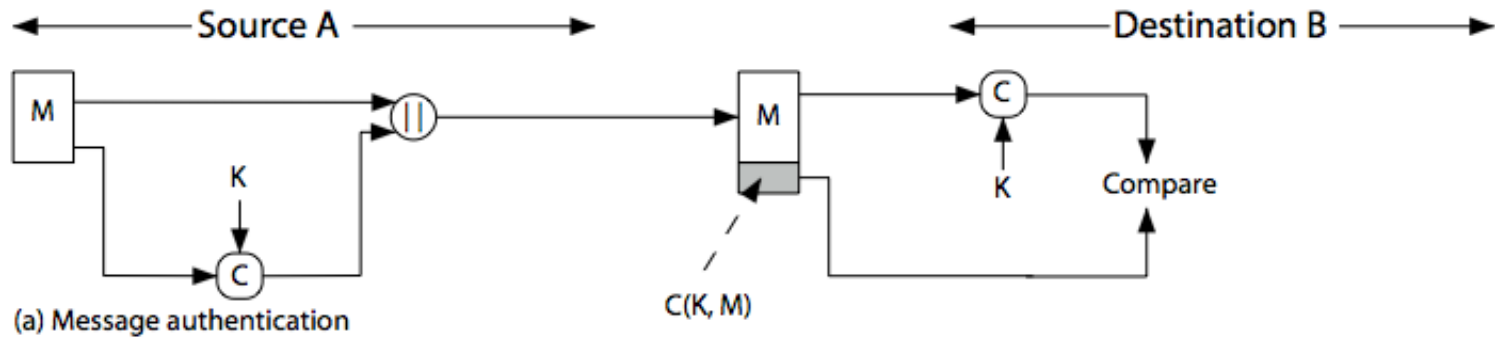 Source A
Destination B
M
||
M
C
K
K
Compare
C
C(K, M)
(a) Message authentication